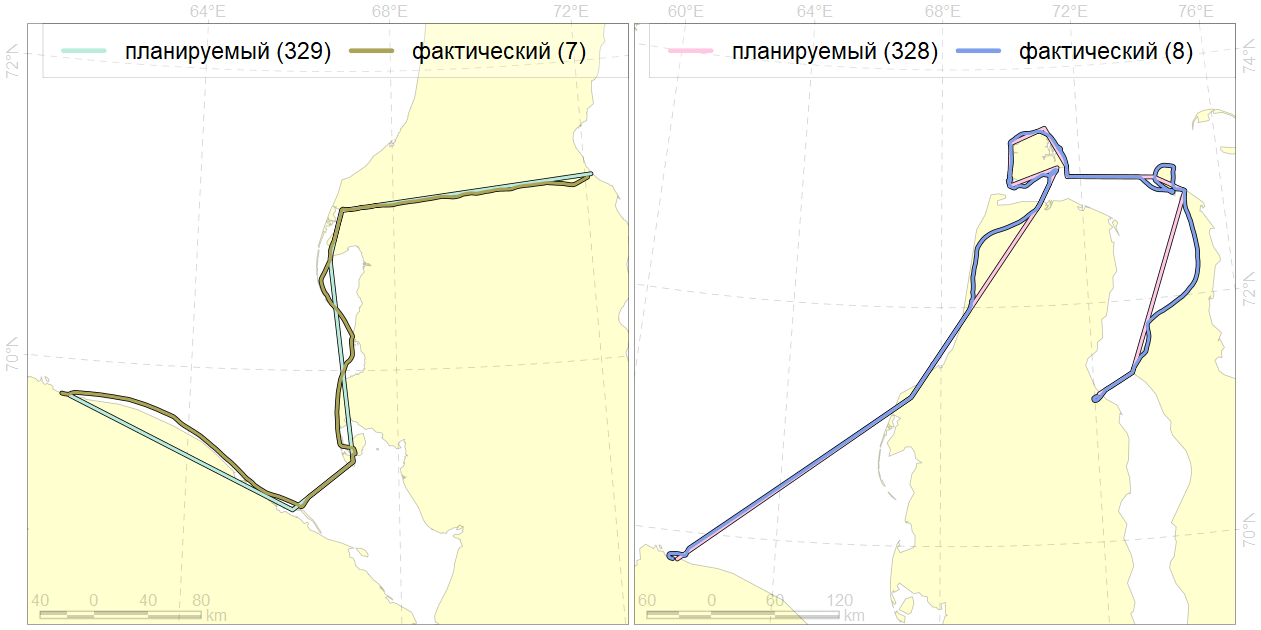 64°E 68°E 72°E 60°E 64°E 68°E 72°E 76°E
планируемый (329) фактический (7) планируемый (328) фактический (8)
72°N 74°N
72°N
70°N
70°N
40 0 40 80 km 60 0 60 120 km